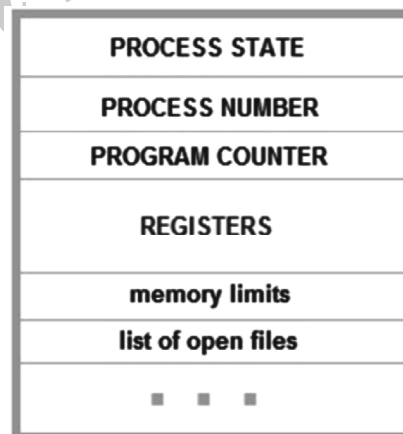 PROCESS STATE
PROCESS NUMBER
PROGRAM COUNTER
REGISTERS
memory limits
list of open files